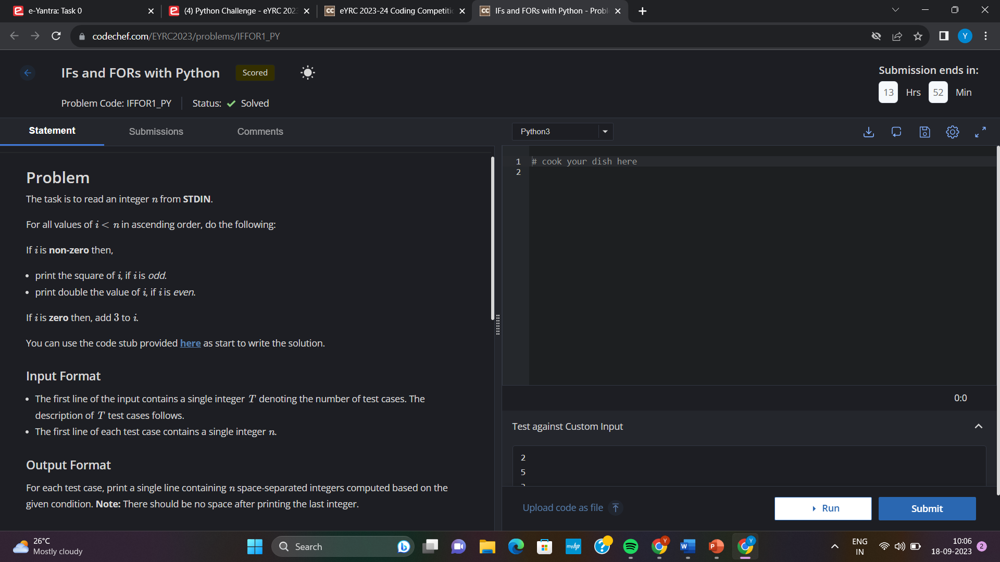 e-Yantra: Task 0
(4) Python Challenge - eYRC 202
eYRC 2023-24 Coding Competiti
IFs and FORs with Python - Probl
codechef.com/EYRC2023/problems/IFFOR1_PY
Y
IFs and FORs with Python
Scored
Submission ends in:
13 Hrs 52 Min
Problem Code: IFFOR1_PY
Status: Solved
Statement
Submissions
Comments
Python3
1 # cook your dish here
2
Problem
The task is to read an integer n from STDIN.
For all values of i < n in ascending order, do the following:
If i is non-zero then,
• print the square of i, if i is odd.
• print double the value of i, if i is even.
If i is zero then, add 3 to i.
You can use the code stub provided here as start to write the solution.
Input Format
• The first line of the input contains a single integer T denoting the number of test cases. The
description of T test cases follows.
• The first line of each test case contains a single integer n.
Output Format
For each test case, print a single line containing n space-separated integers computed based on the
given condition. Note: There should be no space after printing the last integer.
0:0
Test against Custom Input
2
5
Upload code as file
Run
Submit
26°C
Mostly cloudy
Search
myhp
ENG
IN
10:06
18-09-2023
2